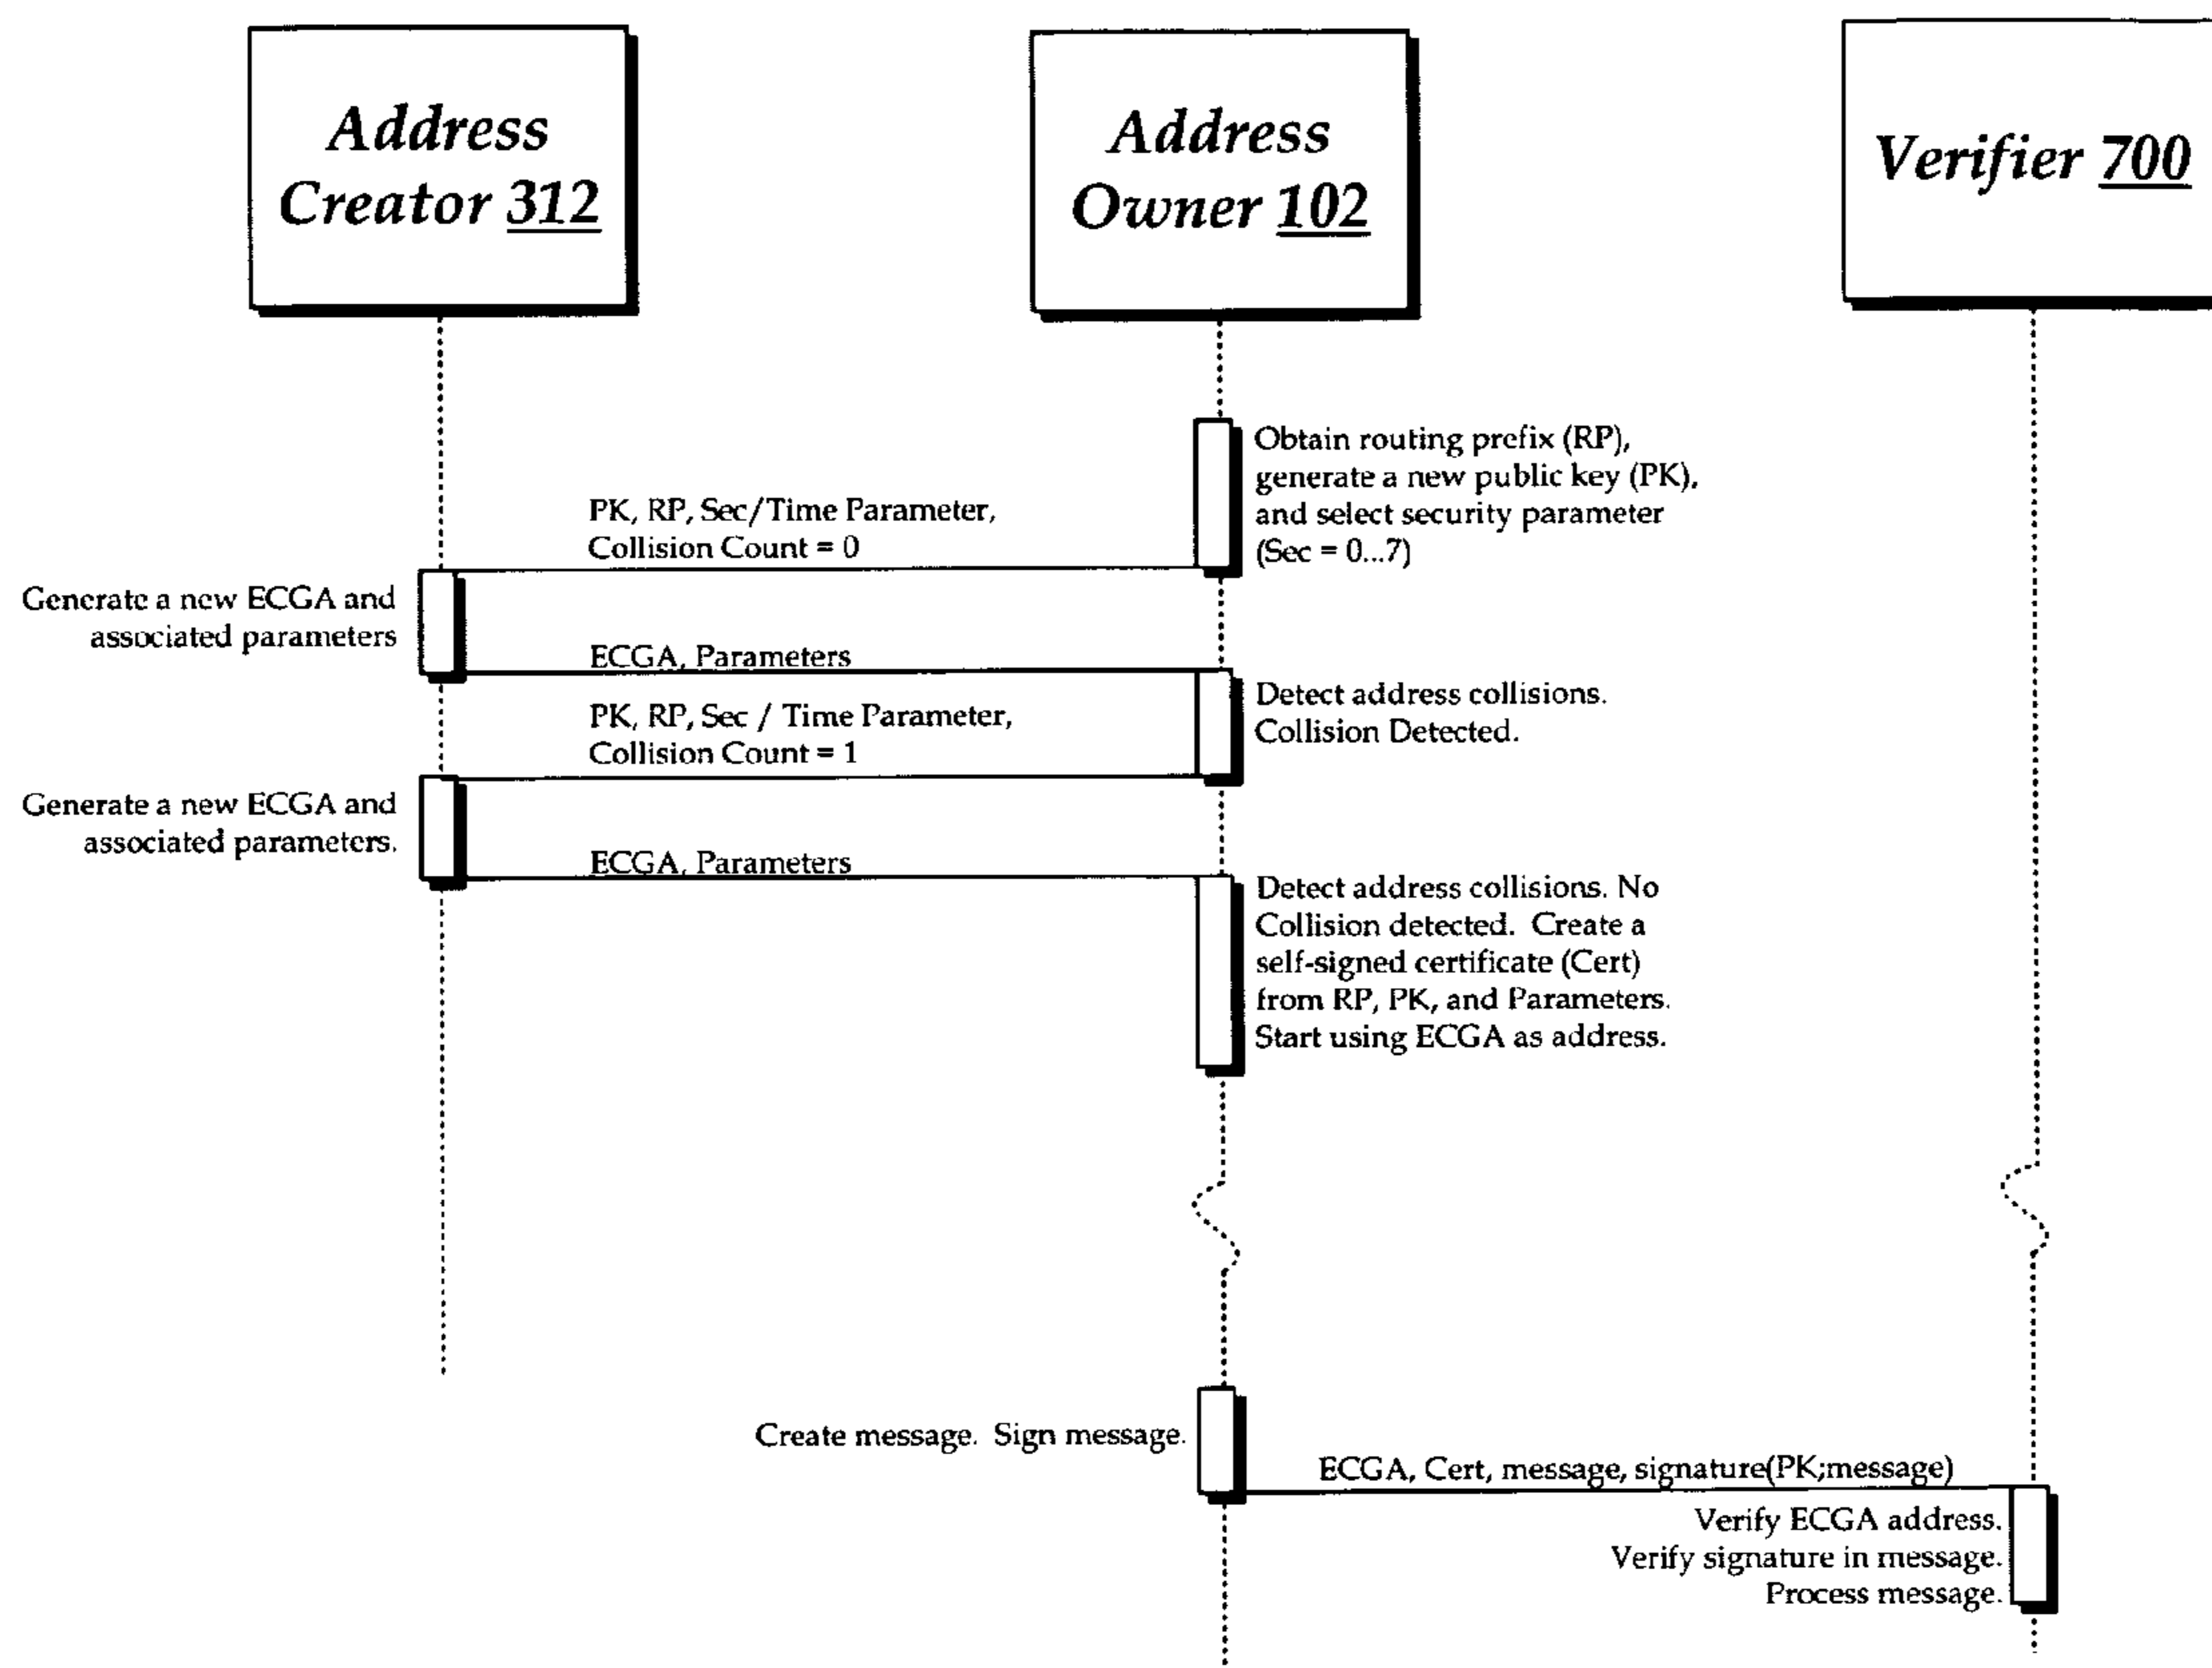 Address
Creator 312
Address
Owner 102
Verifier 700
Obtain routing prefix (RP),
generate a new public key (PK),
and select security parameter
(Sec = 0...7)
PK, RP, Sec/Time Parameter,
Collision Count = 0
Generate a new ECGA and
associated parameters
ECGA, Parameters
Detect address collisions.
Collision Detected.
PK, RP, Sec / Time Parameter,
Collision Count = 1
Generate a new ECGA and
associated parameters.
ECGA, Parameters
Detect address collisions. No
Collision detected. Create a
self-signed certificate (Cert)
from RP, PK, and Parameters.
Start using ECGA as address.
Create message. Sign message.
ECGA, Cert, message, signature(PK;message)
Verify ECGA address.
Verify signature in message.
Process message.